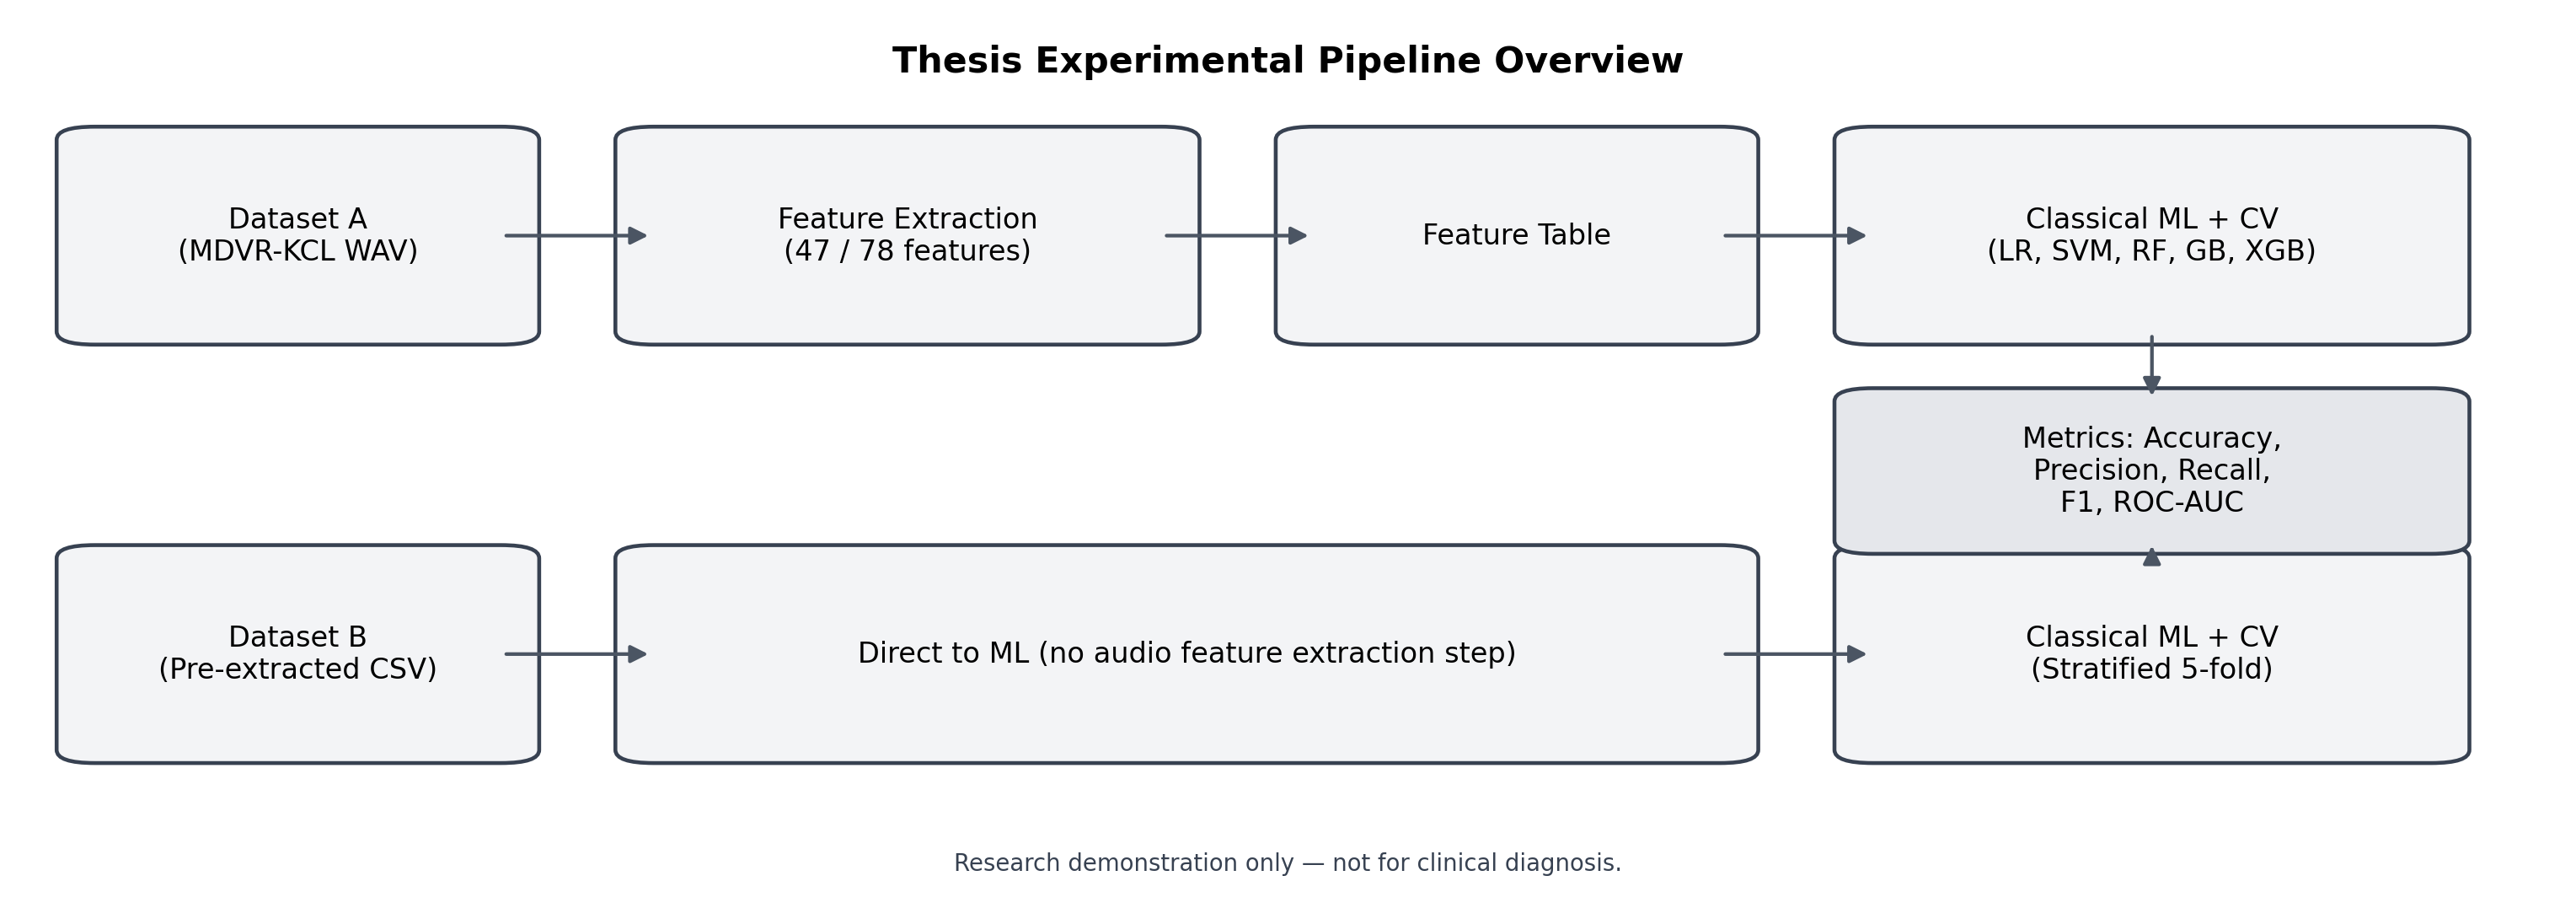 Thesis Experimental Pipeline Overview
Dataset A
(MDVR-KCL WAV)
Feature Extraction
(47 / 78 features)
Feature Table
Classical ML + CV
(LR, SVM, RF, GB, XGB)
Metrics: Accuracy,
Precision, Recall,
F1, ROC-AUC
Dataset B
(Pre-extracted CSV)
Direct to ML (no audio feature extraction step)
Classical ML + CV
(Stratified 5-fold)
Research demonstration only — not for clinical diagnosis.